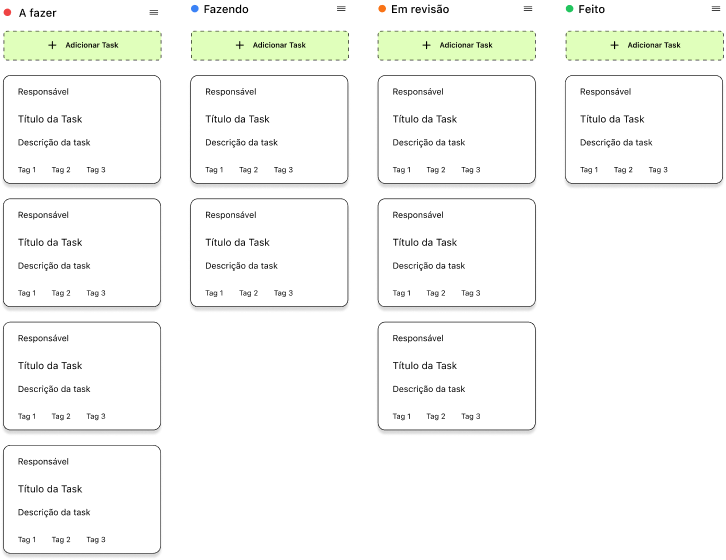 A fazer
Adicionar Task
Responsável
Título da Task
Descrição da task
Tag 1 Tag 2 Tag 3
Responsável
Título da Task
Descrição da task
Tag 1 Tag 2 Tag 3
Responsável
Título da Task
Descrição da task
Tag 1 Tag 2 Tag 3
Responsável
Título da Task
Descrição da task
Tag 1 Tag 2 Tag 3
Fazendo
Adicionar Task
Responsável
Título da Task
Descrição da task
Tag 1 Tag 2 Tag 3
Responsável
Título da Task
Descrição da task
Tag 1 Tag 2 Tag 3
Em revisão
Adicionar Task
Responsável
Título da Task
Descrição da task
Tag 1 Tag 2 Tag 3
Responsável
Título da Task
Descrição da task
Tag 1 Tag 2 Tag 3
Responsável
Título da Task
Descrição da task
Tag 1 Tag 2 Tag 3
Feito
Adicionar Task
Responsável
Título da Task
Descrição da task
Tag 1 Tag 2 Tag 3